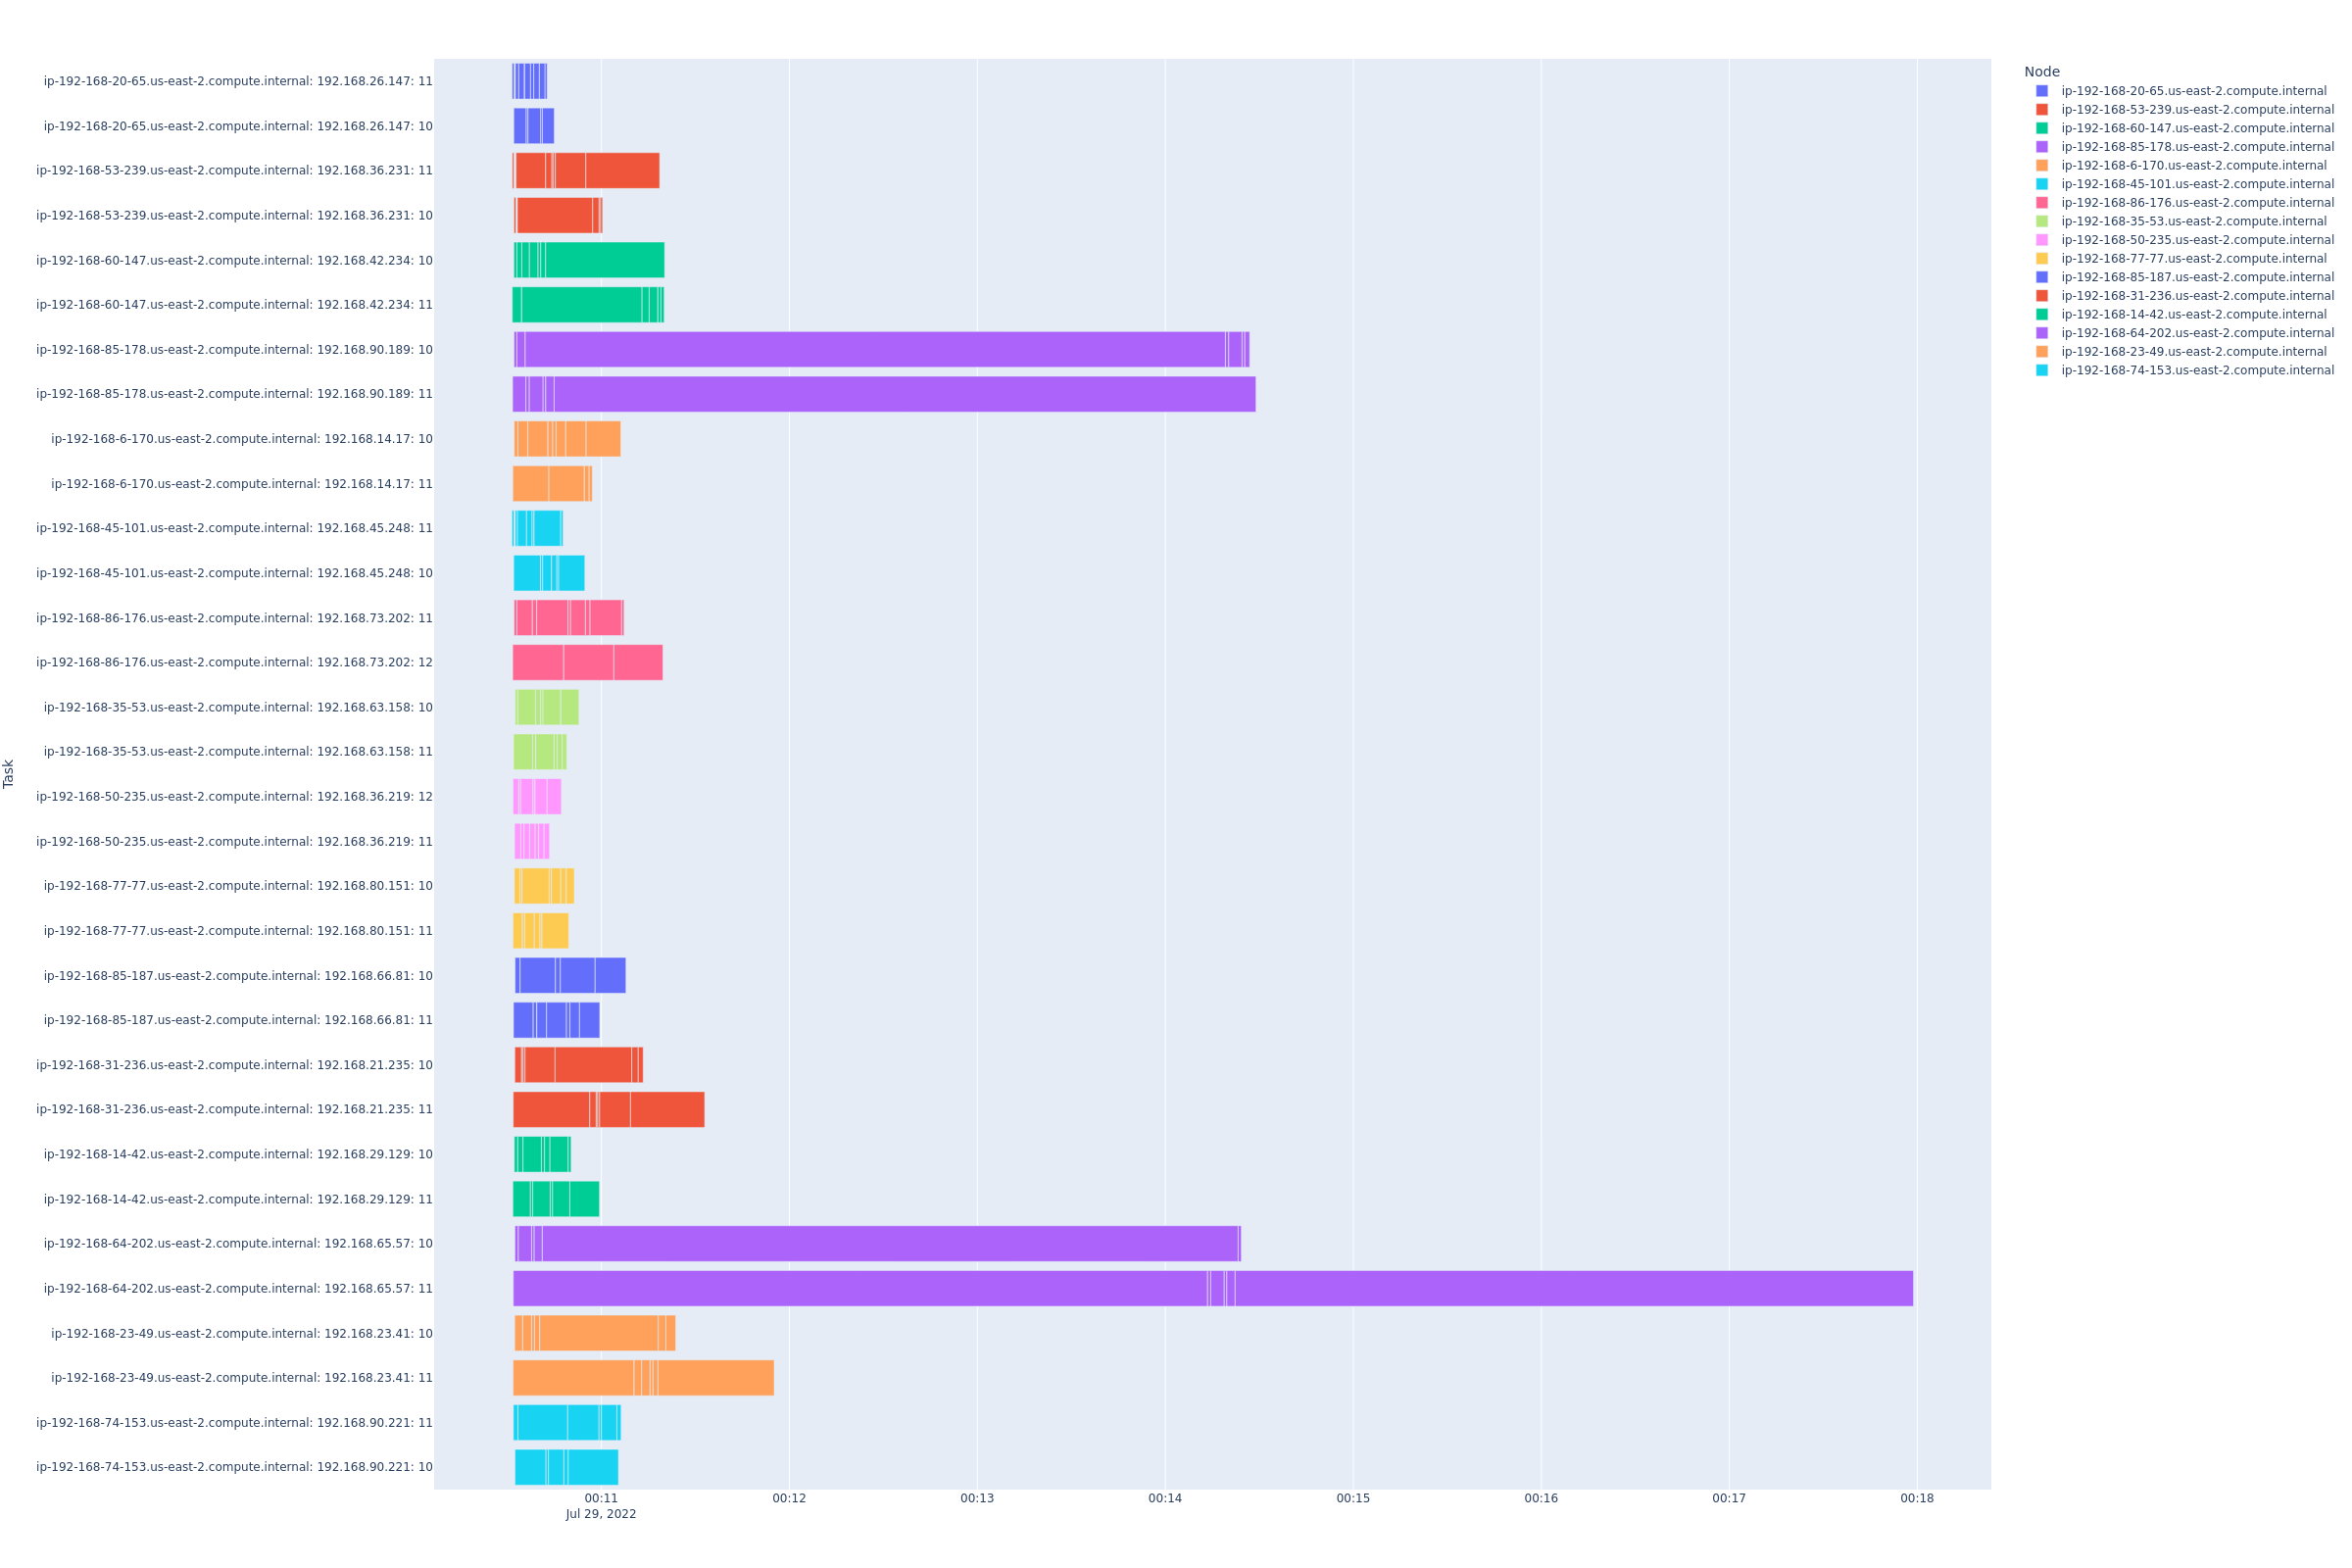 ip-192-168-20-65.us-east-2.compute.internal: 192.168.26.147: 11
ip-192-168-20-65.us-east-2.compute.internal: 192.168.26.147: 10
ip-192-168-53-239.us-east-2.compute.internal: 192.168.36.231: 11
ip-192-168-53-239.us-east-2.compute.internal: 192.168.36.231: 10
ip-192-168-60-147.us-east-2.compute.internal: 192.168.42.234: 10
ip-192-168-60-147.us-east-2.compute.internal: 192.168.42.234: 11
ip-192-168-85-178.us-east-2.compute.internal: 192.168.90.189: 10
ip-192-168-85-178.us-east-2.compute.internal: 192.168.90.189: 11
ip-192-168-6-170.us-east-2.compute.internal: 192.168.14.17: 10
ip-192-168-6-170.us-east-2.compute.internal: 192.168.14.17: 11
ip-192-168-45-101.us-east-2.compute.internal: 192.168.45.248: 11
ip-192-168-45-101.us-east-2.compute.internal: 192.168.45.248: 10
ip-192-168-86-176.us-east-2.compute.internal: 192.168.73.202: 11
ip-192-168-86-176.us-east-2.compute.internal: 192.168.73.202: 12
ip-192-168-35-53.us-east-2.compute.internal: 192.168.63.158: 10
ip-192-168-35-53.us-east-2.compute.internal: 192.168.63.158: 11
ip-192-168-50-235.us-east-2.compute.internal: 192.168.36.219: 12
ip-192-168-50-235.us-east-2.compute.internal: 192.168.36.219: 11
ip-192-168-77-77.us-east-2.compute.internal: 192.168.80.151: 10
ip-192-168-77-77.us-east-2.compute.internal: 192.168.80.151: 11
ip-192-168-85-187.us-east-2.compute.internal: 192.168.66.81: 10
ip-192-168-85-187.us-east-2.compute.internal: 192.168.66.81: 11
ip-192-168-31-236.us-east-2.compute.internal: 192.168.21.235: 10
ip-192-168-31-236.us-east-2.compute.internal: 192.168.21.235: 11
ip-192-168-14-42.us-east-2.compute.internal: 192.168.29.129: 10
ip-192-168-14-42.us-east-2.compute.internal: 192.168.29.129: 11
ip-192-168-64-202.us-east-2.compute.internal: 192.168.65.57: 10
ip-192-168-64-202.us-east-2.compute.internal: 192.168.65.57: 11
ip-192-168-23-49.us-east-2.compute.internal: 192.168.23.41: 10
ip-192-168-23-49.us-east-2.compute.internal: 192.168.23.41: 11
ip-192-168-74-153.us-east-2.compute.internal: 192.168.90.221: 11
ip-192-168-74-153.us-east-2.compute.internal: 192.168.90.221: 10
Task
00:11 00:12 00:13 00:14 00:15 00:16 00:17 00:18
Jul 29, 2022
Node
ip-192-168-20-65.us-east-2.compute.internal
ip-192-168-53-239.us-east-2.compute.internal
ip-192-168-60-147.us-east-2.compute.internal
ip-192-168-85-178.us-east-2.compute.internal
ip-192-168-6-170.us-east-2.compute.internal
ip-192-168-45-101.us-east-2.compute.internal
ip-192-168-86-176.us-east-2.compute.internal
ip-192-168-35-53.us-east-2.compute.internal
ip-192-168-50-235.us-east-2.compute.internal
ip-192-168-77-77.us-east-2.compute.internal
ip-192-168-85-187.us-east-2.compute.internal
ip-192-168-31-236.us-east-2.compute.internal
ip-192-168-14-42.us-east-2.compute.internal
ip-192-168-64-202.us-east-2.compute.internal
ip-192-168-23-49.us-east-2.compute.internal
ip-192-168-74-153.us-east-2.compute.internal